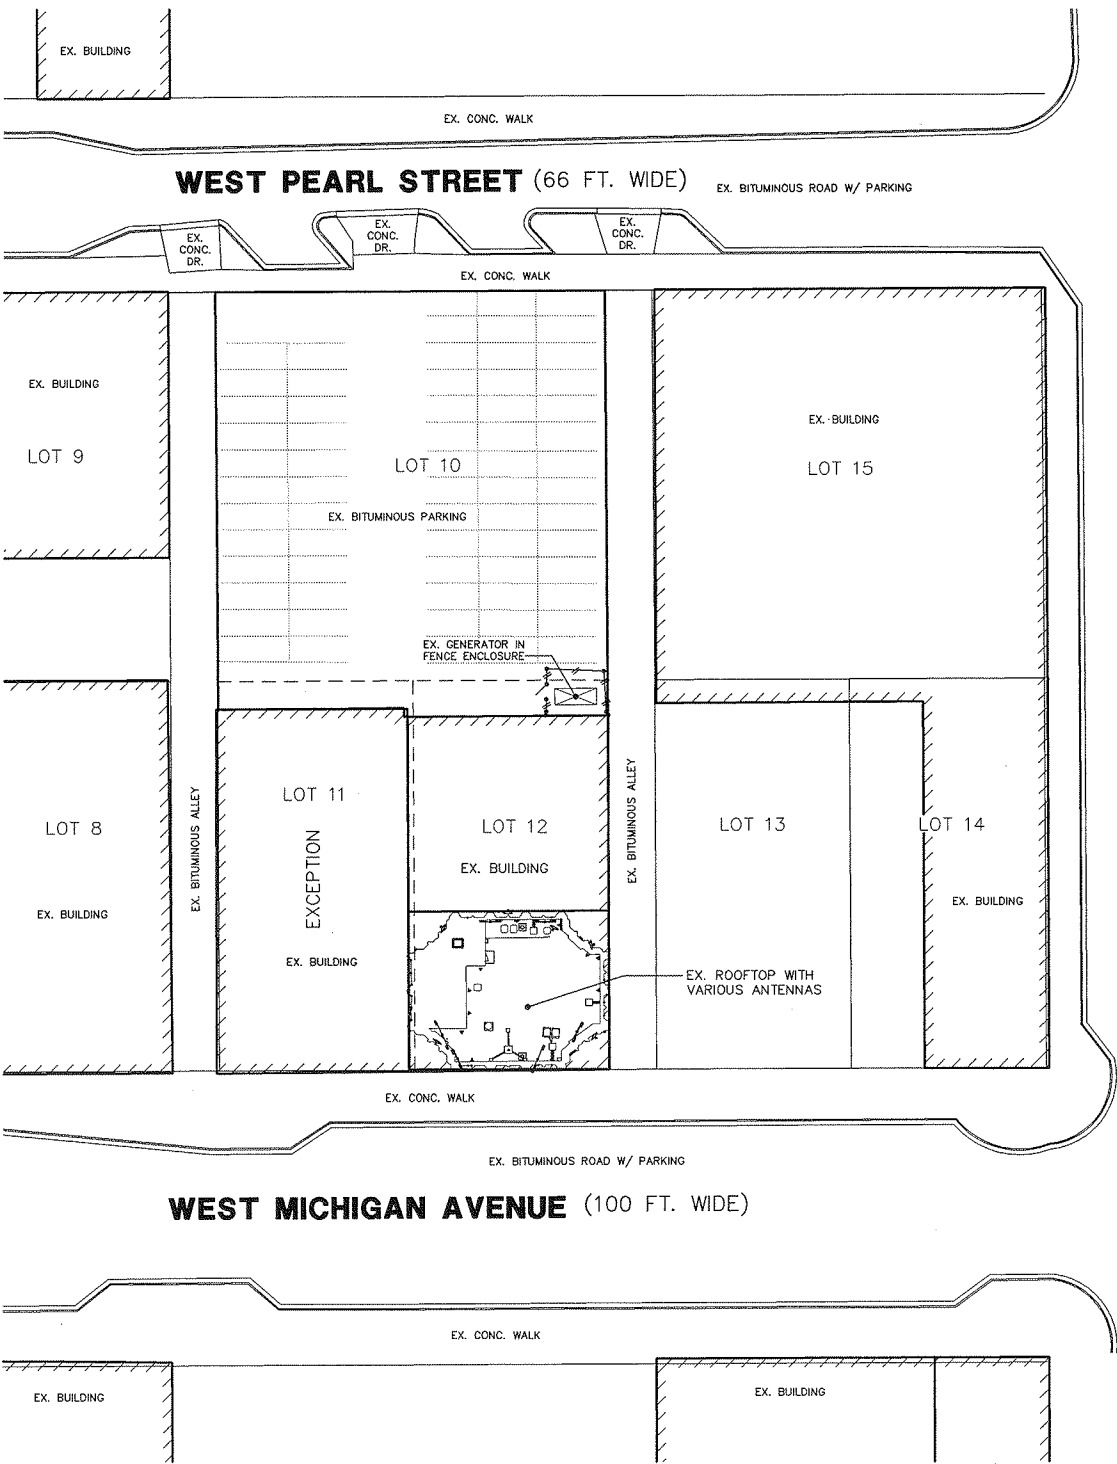 EX. BUILDING
EX. CONC. WALK
WEST PEARL STREET (66 FT. WIDE)
EX. BITUMINOUS ROAD W/ PARKING
EX.
CONC.
DR.
EX.
CONC.
DR.
EX.
CONC.
DR.
EX. CONC. WALK
EX. BUILDING
LOT 9
LOT 10
EX. BITUMINOUS PARKING
EX. BUILDING
LOT 15
EX. GENERATOR IN
FENCE ENCLOSURE
LOT 8
EX. BUILDING
EX. BITUMINOUS ALLEY
LOT 11
EXCEPTION
EX. BUILDING
LOT 12
EX. BUILDING
EX. BITUMINOUS ALLEY
LOT 13
LOT 14
EX. BUILDING
EX. ROOFTOP WITH
VARIOUS ANTENNAS
EX. CONC. WALK
EX. BITUMINOUS ROAD W/ PARKING
WEST MICHIGAN AVENUE (100 FT. WIDE)
EX. CONC. WALK
EX. BUILDING
EX. BUILDING